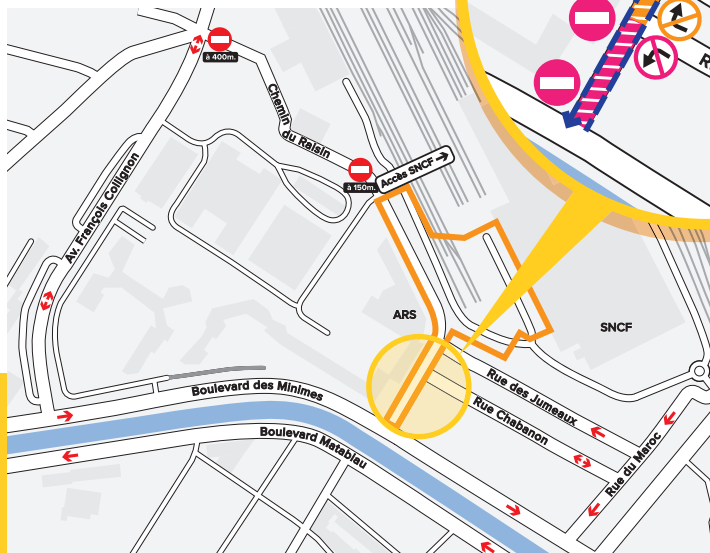 à 400m.
Chemin
du Raisin
à 150m.
Accès SNCF
R
Av. François Collignon
ARS
SNCF
Boulevard des Minimes
Rue des Jumeaux
Rue Chabanon
Boulevard Matabiau
Rue du Maroc